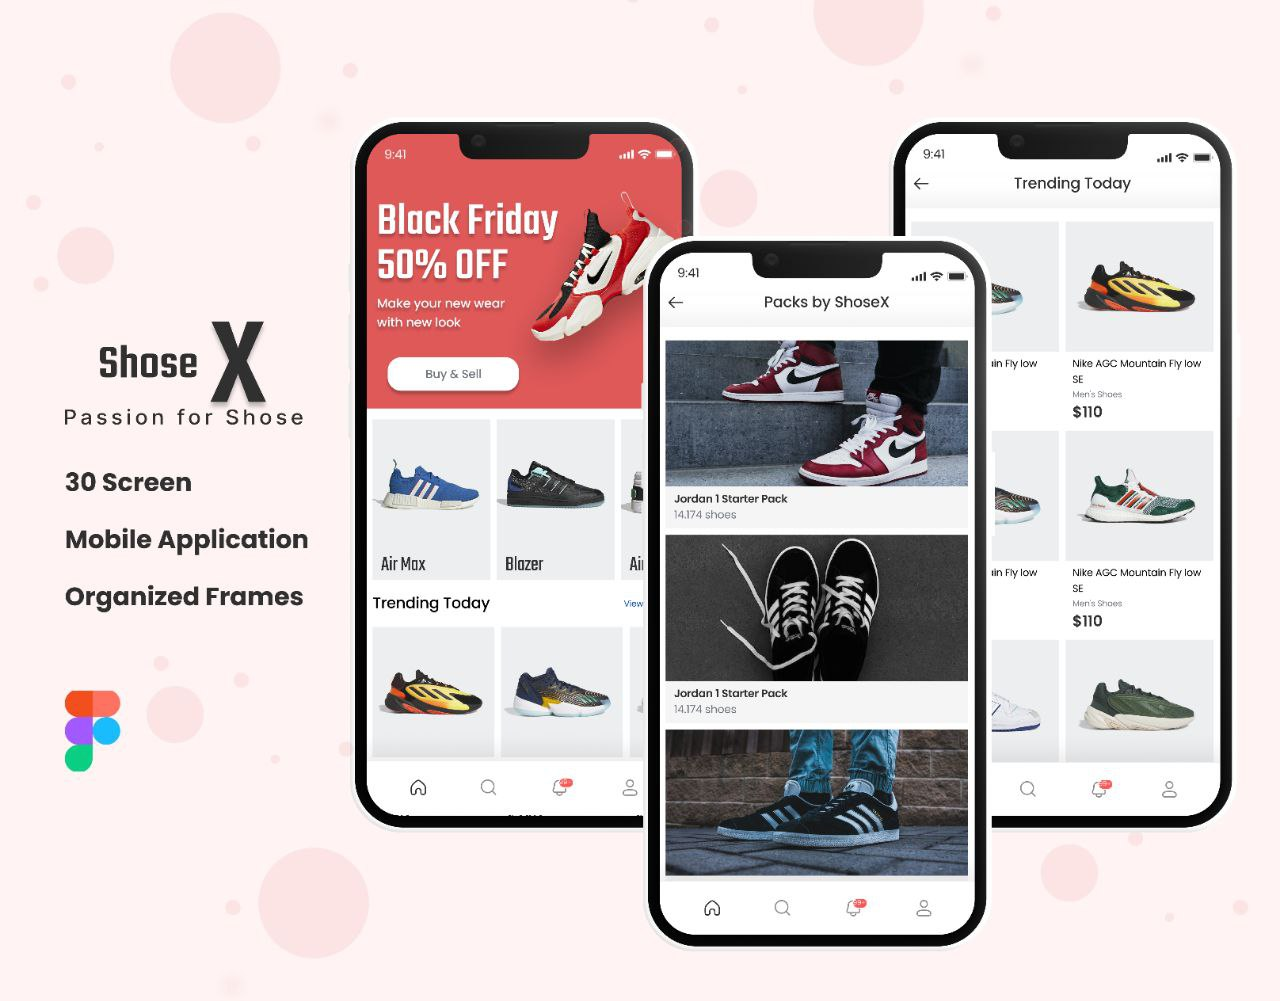 Shose X
Passion for Shose
30 Screen
Mobile Application
Organized Frames
9:41
Black Friday
50% OFF
Make your new wear
with new look
Buy & Sell
Air Max
Blazer
Air
Trending Today
View
9:41
Packs by ShoseX
Jordan 1 Starter Pack
14.174 shoes
Jordan 1 Starter Pack
14.174 shoes
9:41
Trending Today
Fly low
Nike AGC Mountain Fly low
SE
Men's Shoes
$110
Fly low
Nike AGC Mountain Fly low
SE
Men's Shoes
$110